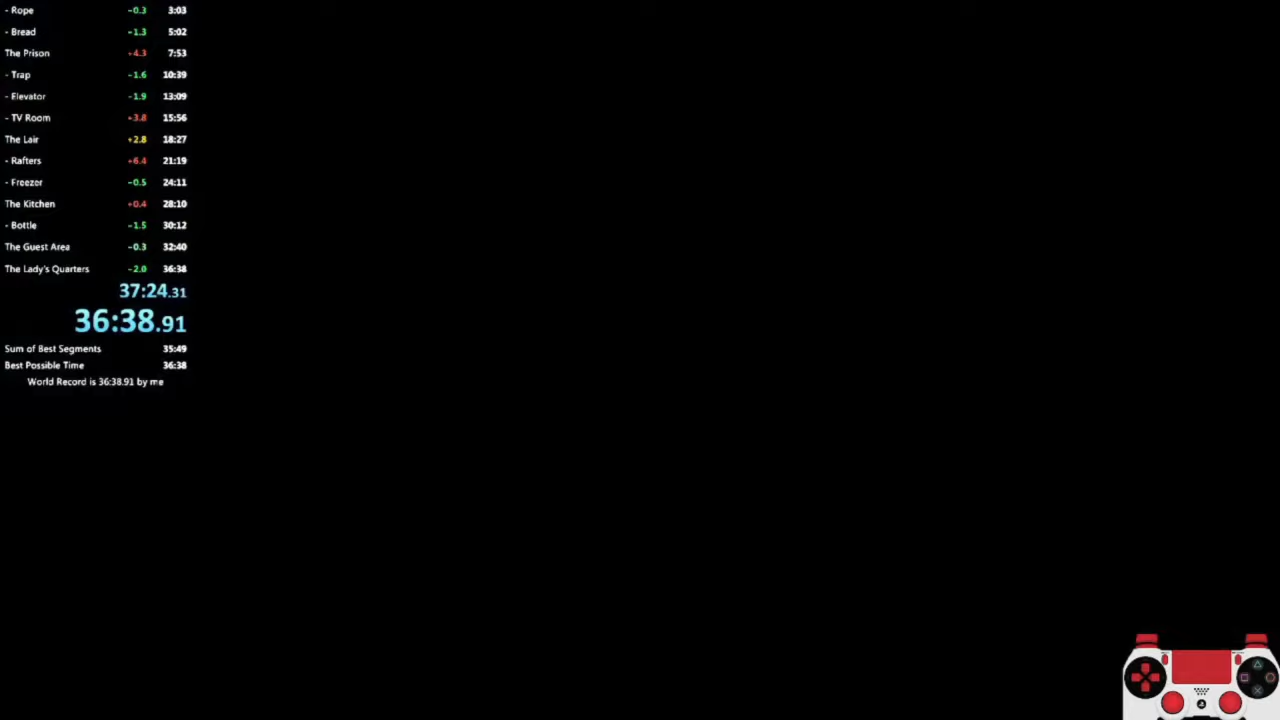 - Rope -0.3 3:03
- Bread -1.3 5:02
The Prison +4.3 7:53
- Trap -1.6 10:39
- Elevator -1.9 13:09
- TV Room +3.8 15:56
The Lair +2.8 18:27
- Rafters +6.4 21:19
- Freezer -0.5 24:11
The Kitchen +0.4 28:10
- Bottle -1.5 30:12
The Guest Area -0.3 32:40
The Lady's Quarters -2.0 36:38
37:24.31
36:38.91
Sum of Best Segments 35:49
Best Possible Time 36:38
World Record is 36:38.91 by me